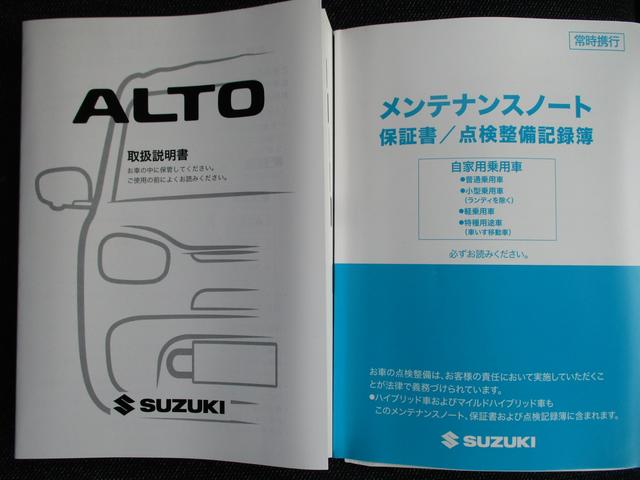 ALTO
取扱説明書
お車の中に保管してください。
ご使用の前によくお読みください。
SUZUKI
常時携行
メンテナンスノート
保証書／点検整備記録簿
自家用乗用車
●普通乗用車
●小型乗用車
（ランディを除く）
●軽乗用車
●特種用途車
（車いす移動車）
必ずお読みください。
お車の点検整備は、お客様の責任において実施していただくこ
とが法律で義務づけられています。
●ハイブリッド車およびマイルドハイブリッド車も
このメンテナンスノート、保証書および点検記録簿に含まれます。
SUZUKI